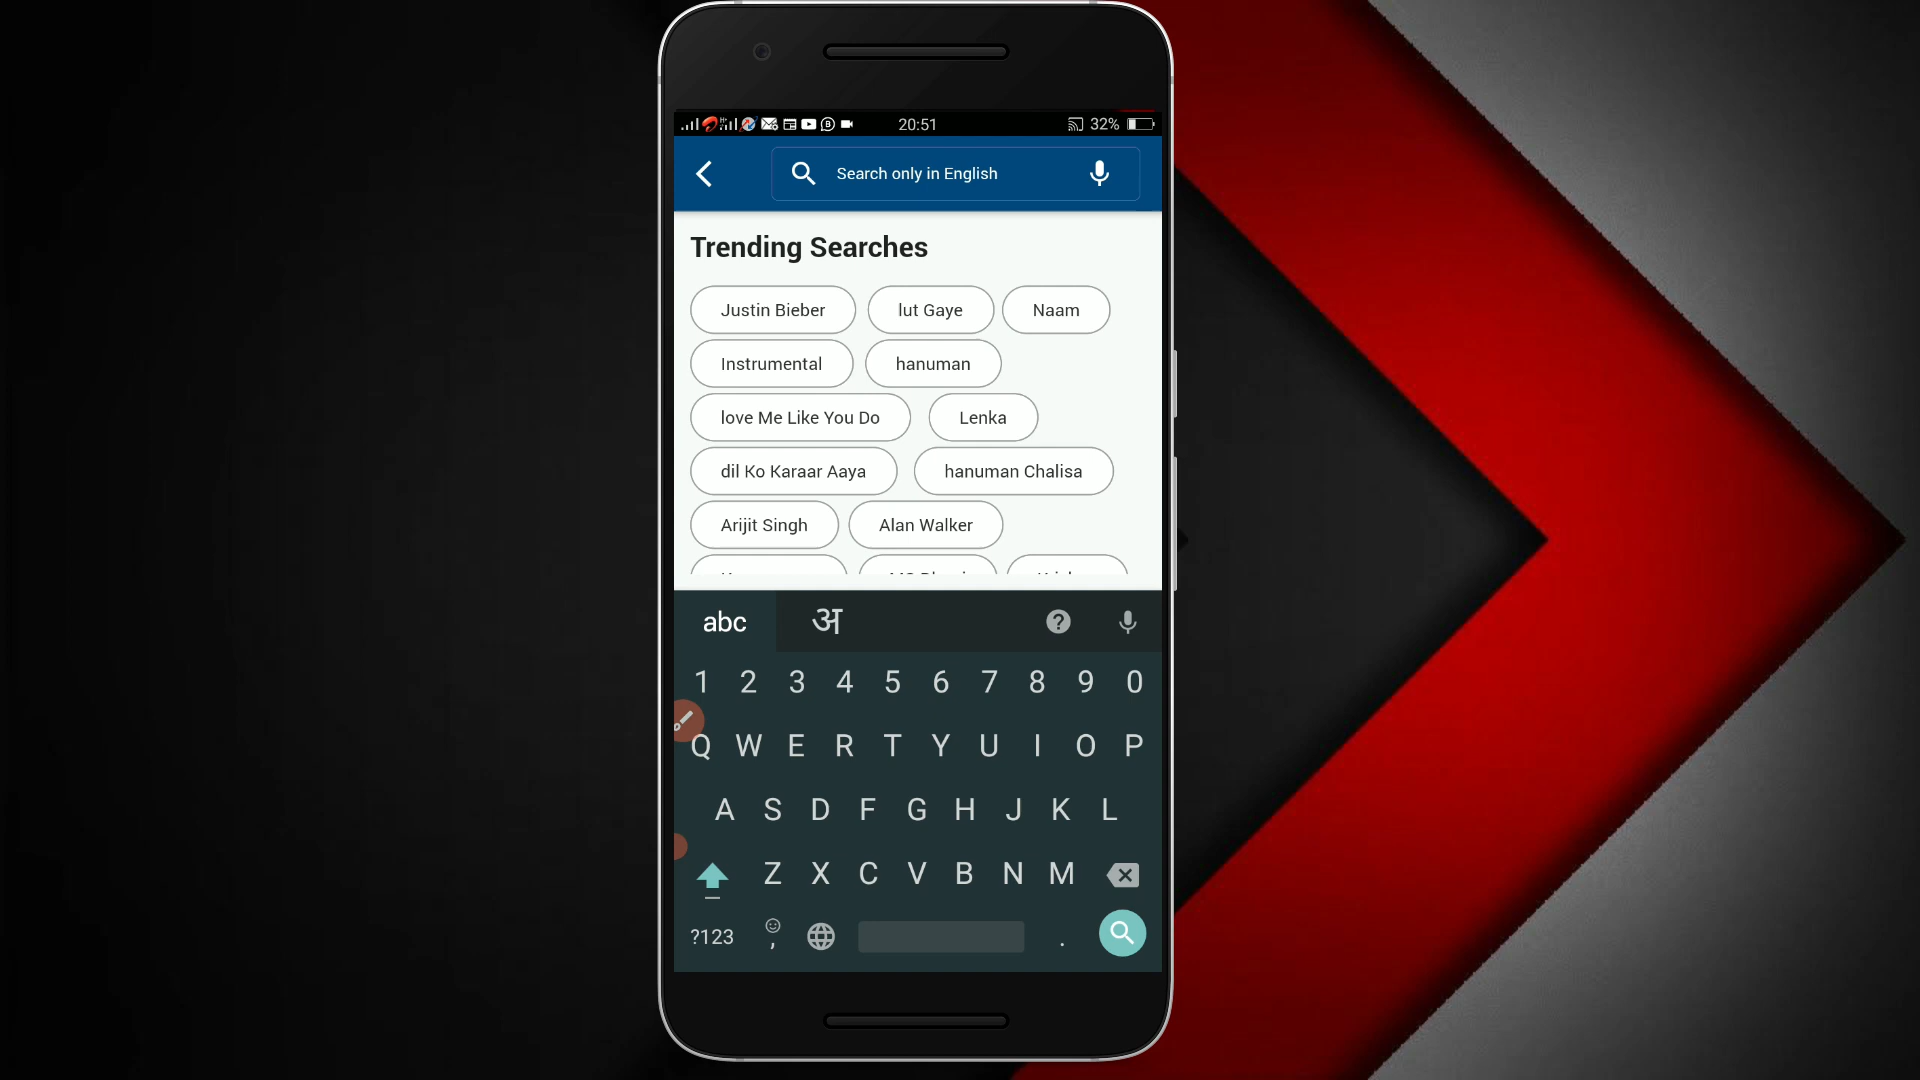 20:51 32%
Search only in English
Trending Searches
Justin Bieber lut Gaye Naam
Instrumental hanuman
love Me Like You Do Lenka
dil Ko Karaar Aaya hanuman Chalisa
Arijit Singh Alan Walker
abc अ
1 2 3 4 5 6 7 8 9 0
Q W E R T Y U I O P
A S D F G H J K L
Z X C V B N M
?123 , .